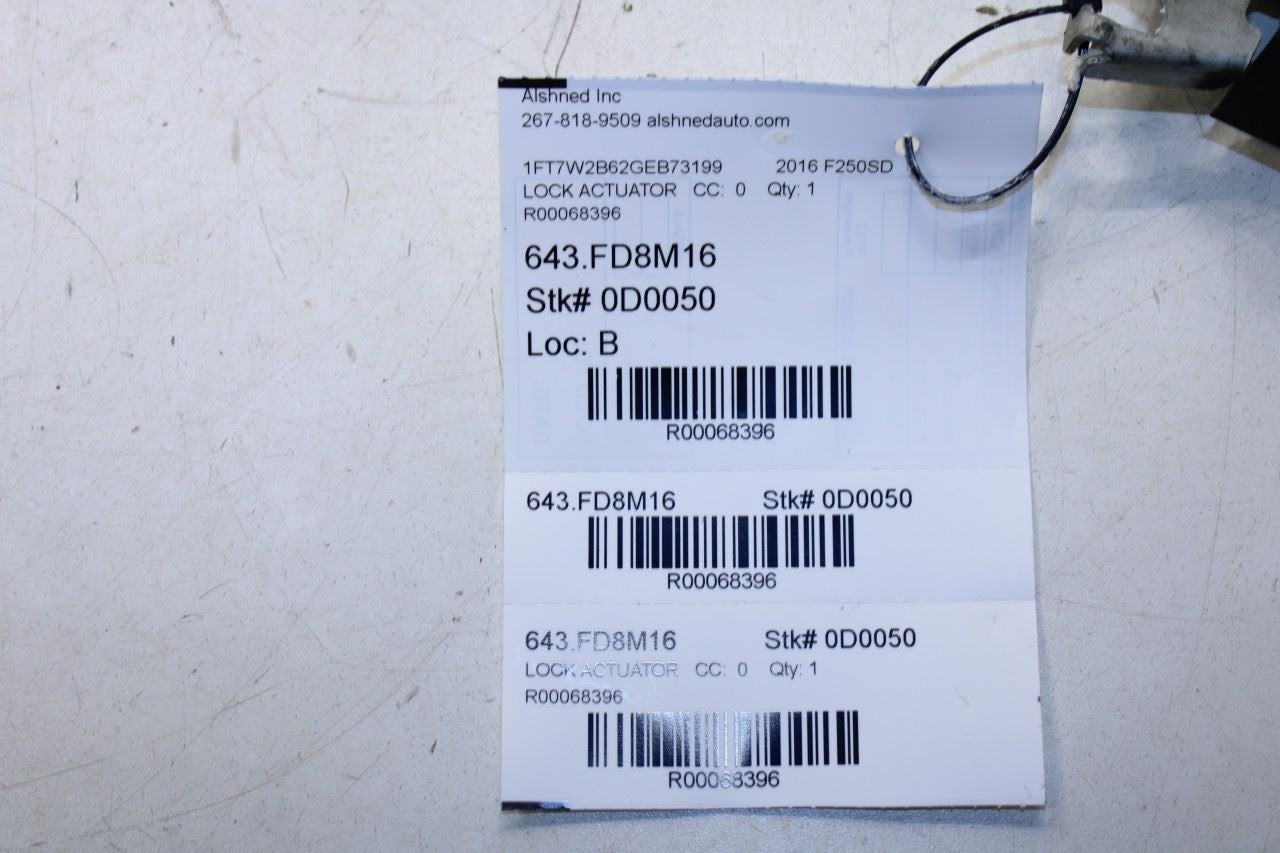 Alshned Inc
267-818-9509 alshnedauto.com
1FT7W2B62GEB73199 2016 F250SD
LOCK ACTUATOR CC: 0 Qty: 1
R00068396
643.FD8M16
Stk# 0D0050
Loc: B
R00068396
643.FD8M16 Stk# 0D0050
R00068396
643.FD8M16 Stk# 0D0050
LOCK ACTUATOR CC: 0 Qty: 1
R00068396
R00068396